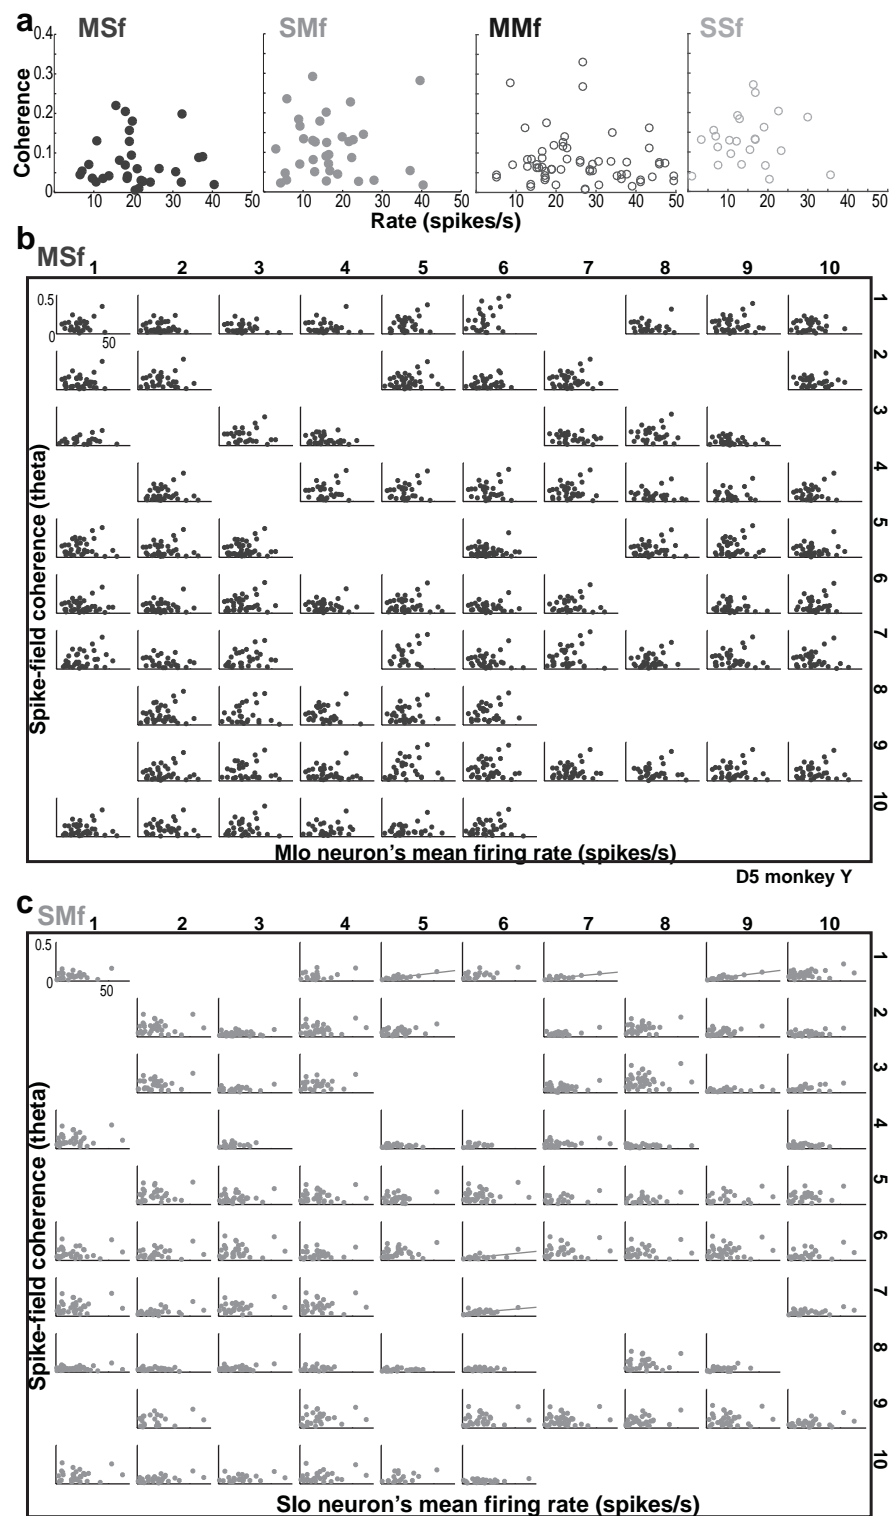 a
MSf SMf MMf SSf
0.4
0.3
0.2
0.1
0
Coherence
10 20 30 40 50 10 20 30 40 50 10 20 30 40 50 10 20 30 40 50
Rate (spikes/s)
b
MSf
1 2 3 4 5 6 7 8 9 10
0.5
0
50
1
2
3
4
5
6
7
8
9
10
Spike-field coherence (theta)
MIo neuron's mean firing rate (spikes/s)
D5 monkey Y
c
SMf
1 2 3 4 5 6 7 8 9 10
0.5
0
50
1
2
3
4
5
6
7
8
9
10
Spike-field coherence (theta)
SIo neuron's mean firing rate (spikes/s)